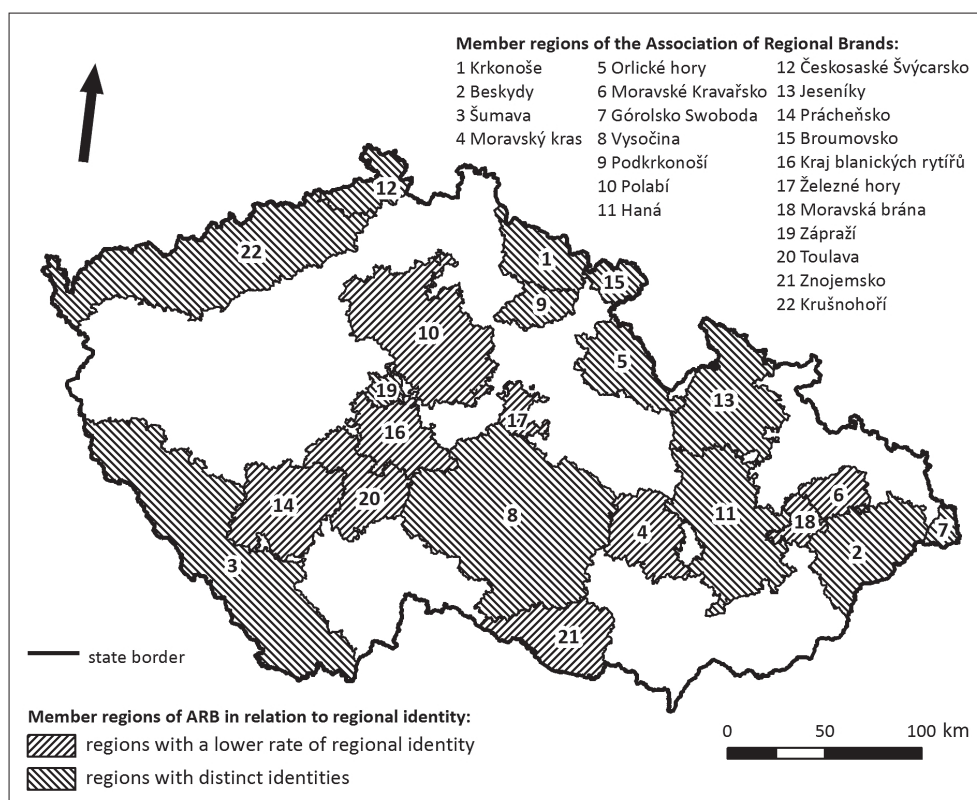 Member regions of the Association of Regional Brands:
1 Krkonoše
2 Beskydy
3 Šumava
4 Moravský kras
5 Orlické hory
6 Moravské Kravařsko
7 Górolsko Swoboda
8 Vysočina
9 Podkrkonoší
10 Polabí
11 Haná
12 Českosaské Švýcarsko
13 Jeseníky
14 Prácheňsko
15 Broumovsko
16 Kraj blanických rytířů
17 Železné hory
18 Moravská brána
19 Zápraží
20 Toulava
21 Znojemsko
22 Krušnohoří
12
22
1
15
9
10
5
19
13
17
16
14
20
8
4
11
6
18
7
2
3
21
state border
Member regions of ARB in relation to regional identity:
regions with a lower rate of regional identity
regions with distinct identities
0 50 100 km